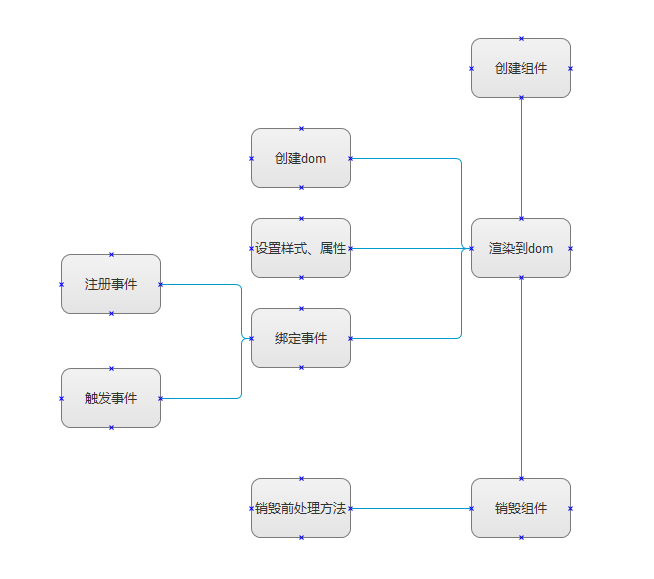 创建组件
创建dom
设置样式、属性
渲染到dom
注册事件
绑定事件
触发事件
销毁前处理方法
销毁组件